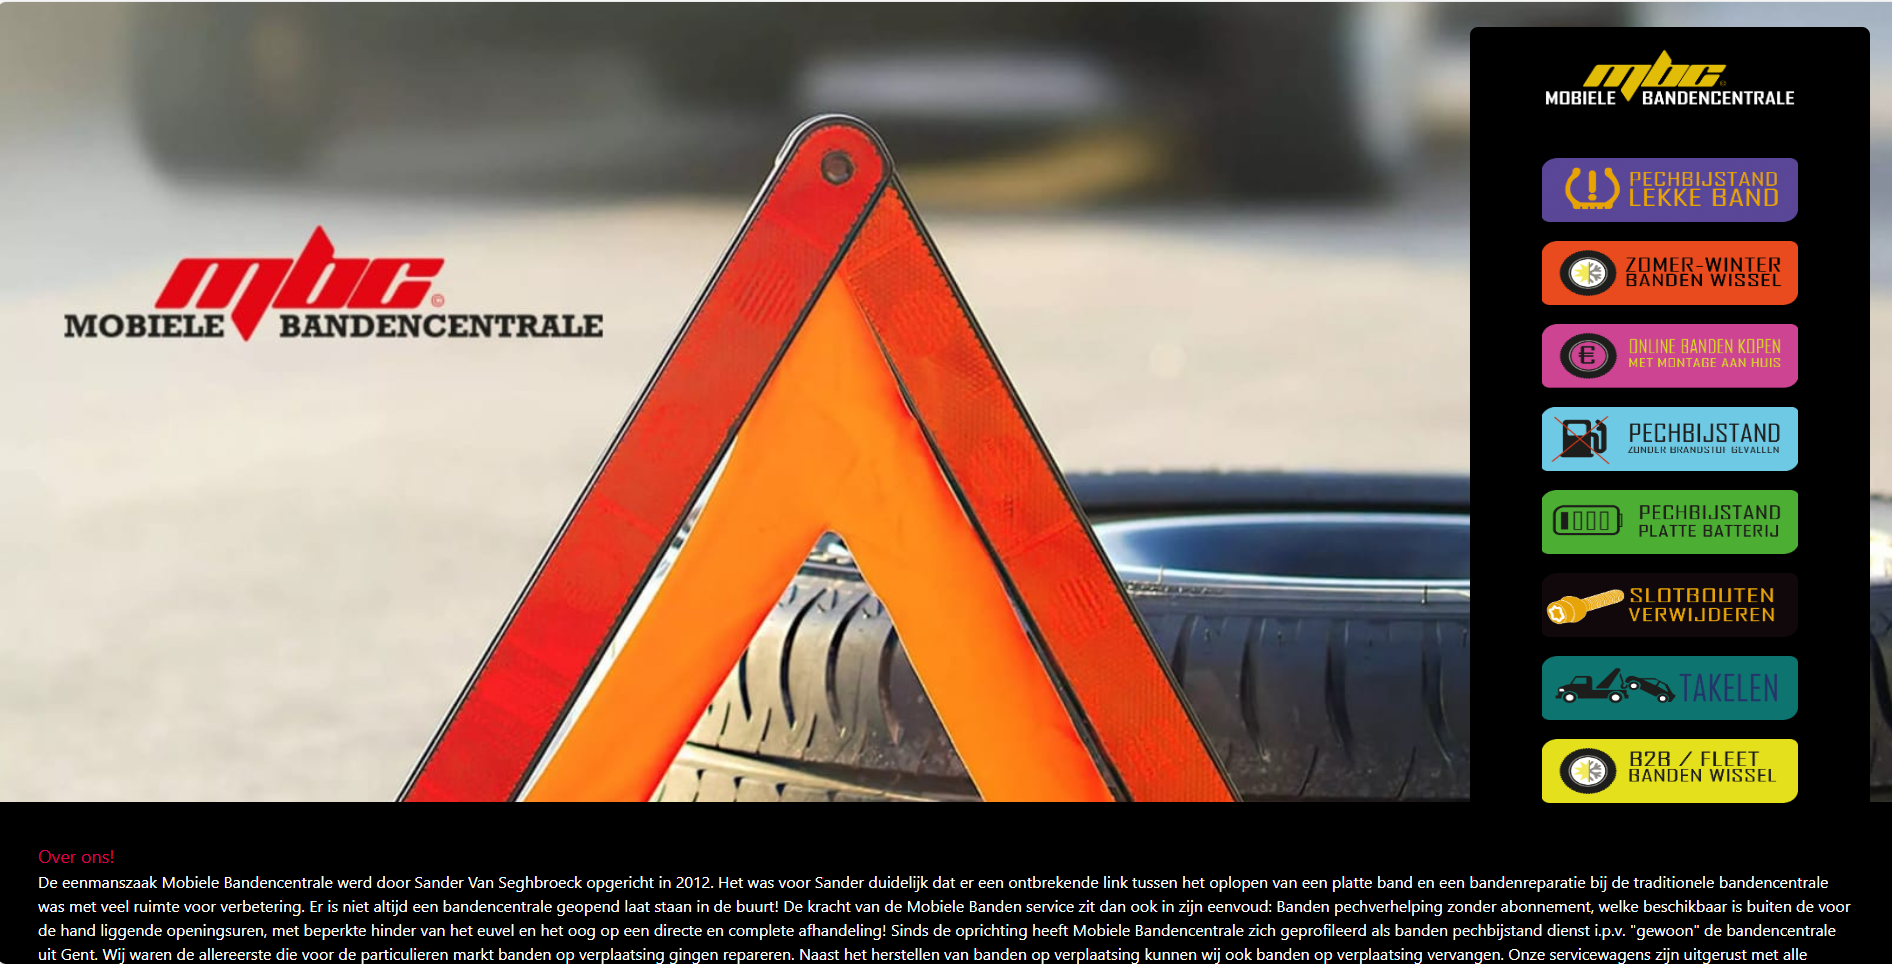 mbc©
MOBIELE BANDENCENTRALE
mbc
MOBIELE BANDENCENTRALE
PECHBIJSTAND
LEKKE BAND
ZOMER-WINTER
BANDEN WISSEL
€
ONLINE BANDEN KOPEN
MET MONTAGE AAN HUIS
PECHBIJSTAND
ZONDER BRANDSTOF GEVALLEN
PECHBIJSTAND
PLATTE BATTERIJ
SLOTBOUTEN
VERWIJDEREN
TAKELEN
B2B / FLEET
BANDEN WISSEL
Over ons!
De eenmanszaak Mobiele Bandencentrale werd door Sander Van Seghbroeck opgericht in 2012. Het was voor Sander duidelijk dat er een ontbrekende link tussen het oplopen van een platte band en een bandenreparatie bij de traditionele bandencentrale
was met veel ruimte voor verbetering. Er is niet altijd een bandencentrale geopend laat staan in de buurt! De kracht van de Mobiele Banden service zit dan ook in zijn eenvoud: Banden pechverhelping zonder abonnement, welke beschikbaar is buiten de voor
de hand liggende openingsuren, met beperkte hinder van het euvel en het oog op een directe en complete afhandeling! Sinds de oprichting heeft Mobiele Bandencentrale zich geprofileerd als banden pechbijstand dienst i.p.v. "gewoon" de bandencentrale
uit Gent. Wij waren de allereerste die voor de particulieren markt banden op verplaatsing gingen repareren. Naast het herstellen van banden op verplaatsing kunnen wij ook banden op verplaatsing vervangen. Onze servicewagens zijn uitgerust met alle